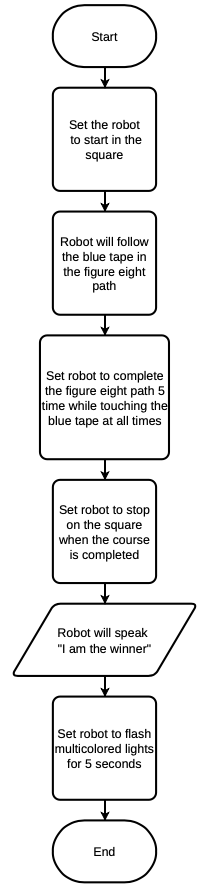 Start
Set the robot
to start in the
square
Robot will follow
the blue tape in
the figure eight
path
Set robot to complete
the figure eight path 5
time while touching the
blue tape at all times
Set robot to stop
on the square
when the course
is completed
Robot will speak
"I am the winner"
Set robot to flash
multicolored lights
for 5 seconds
End